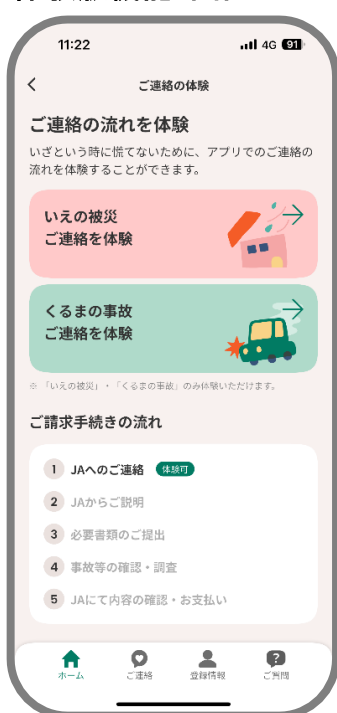 11:22
4G 91
ご連絡の体験
ご連絡の流れを体験
いざという時に慌てないために、アプリでのご連絡の
流れを体験することができます。
いえの被災
ご連絡を体験
くるまの事故
ご連絡を体験
※ 「いえの被災」・「くるまの事故」のみ体験いただけます。
ご請求手続きの流れ
1 JAへのご連絡 体験可
2 JAからご説明
3 必要書類のご提出
4 事故等の確認・調査
5 JAにて内容の確認・お支払い
ホーム ご連絡 登録情報 ご質問